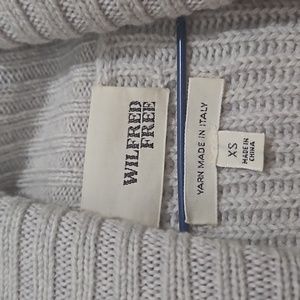 WILFRED
FREE
YARN MADE IN ITALY
XS
MADE IN
CHINA